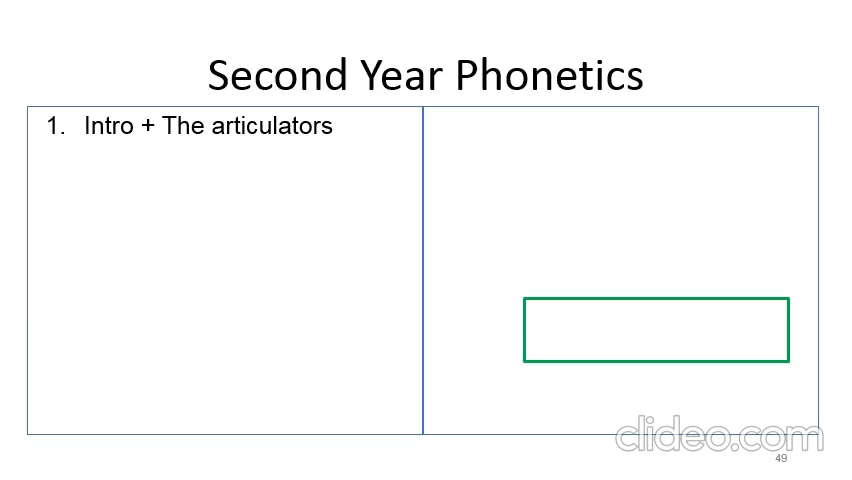 Second Year Phonetics
1. Intro + The articulators
clideo.com
49